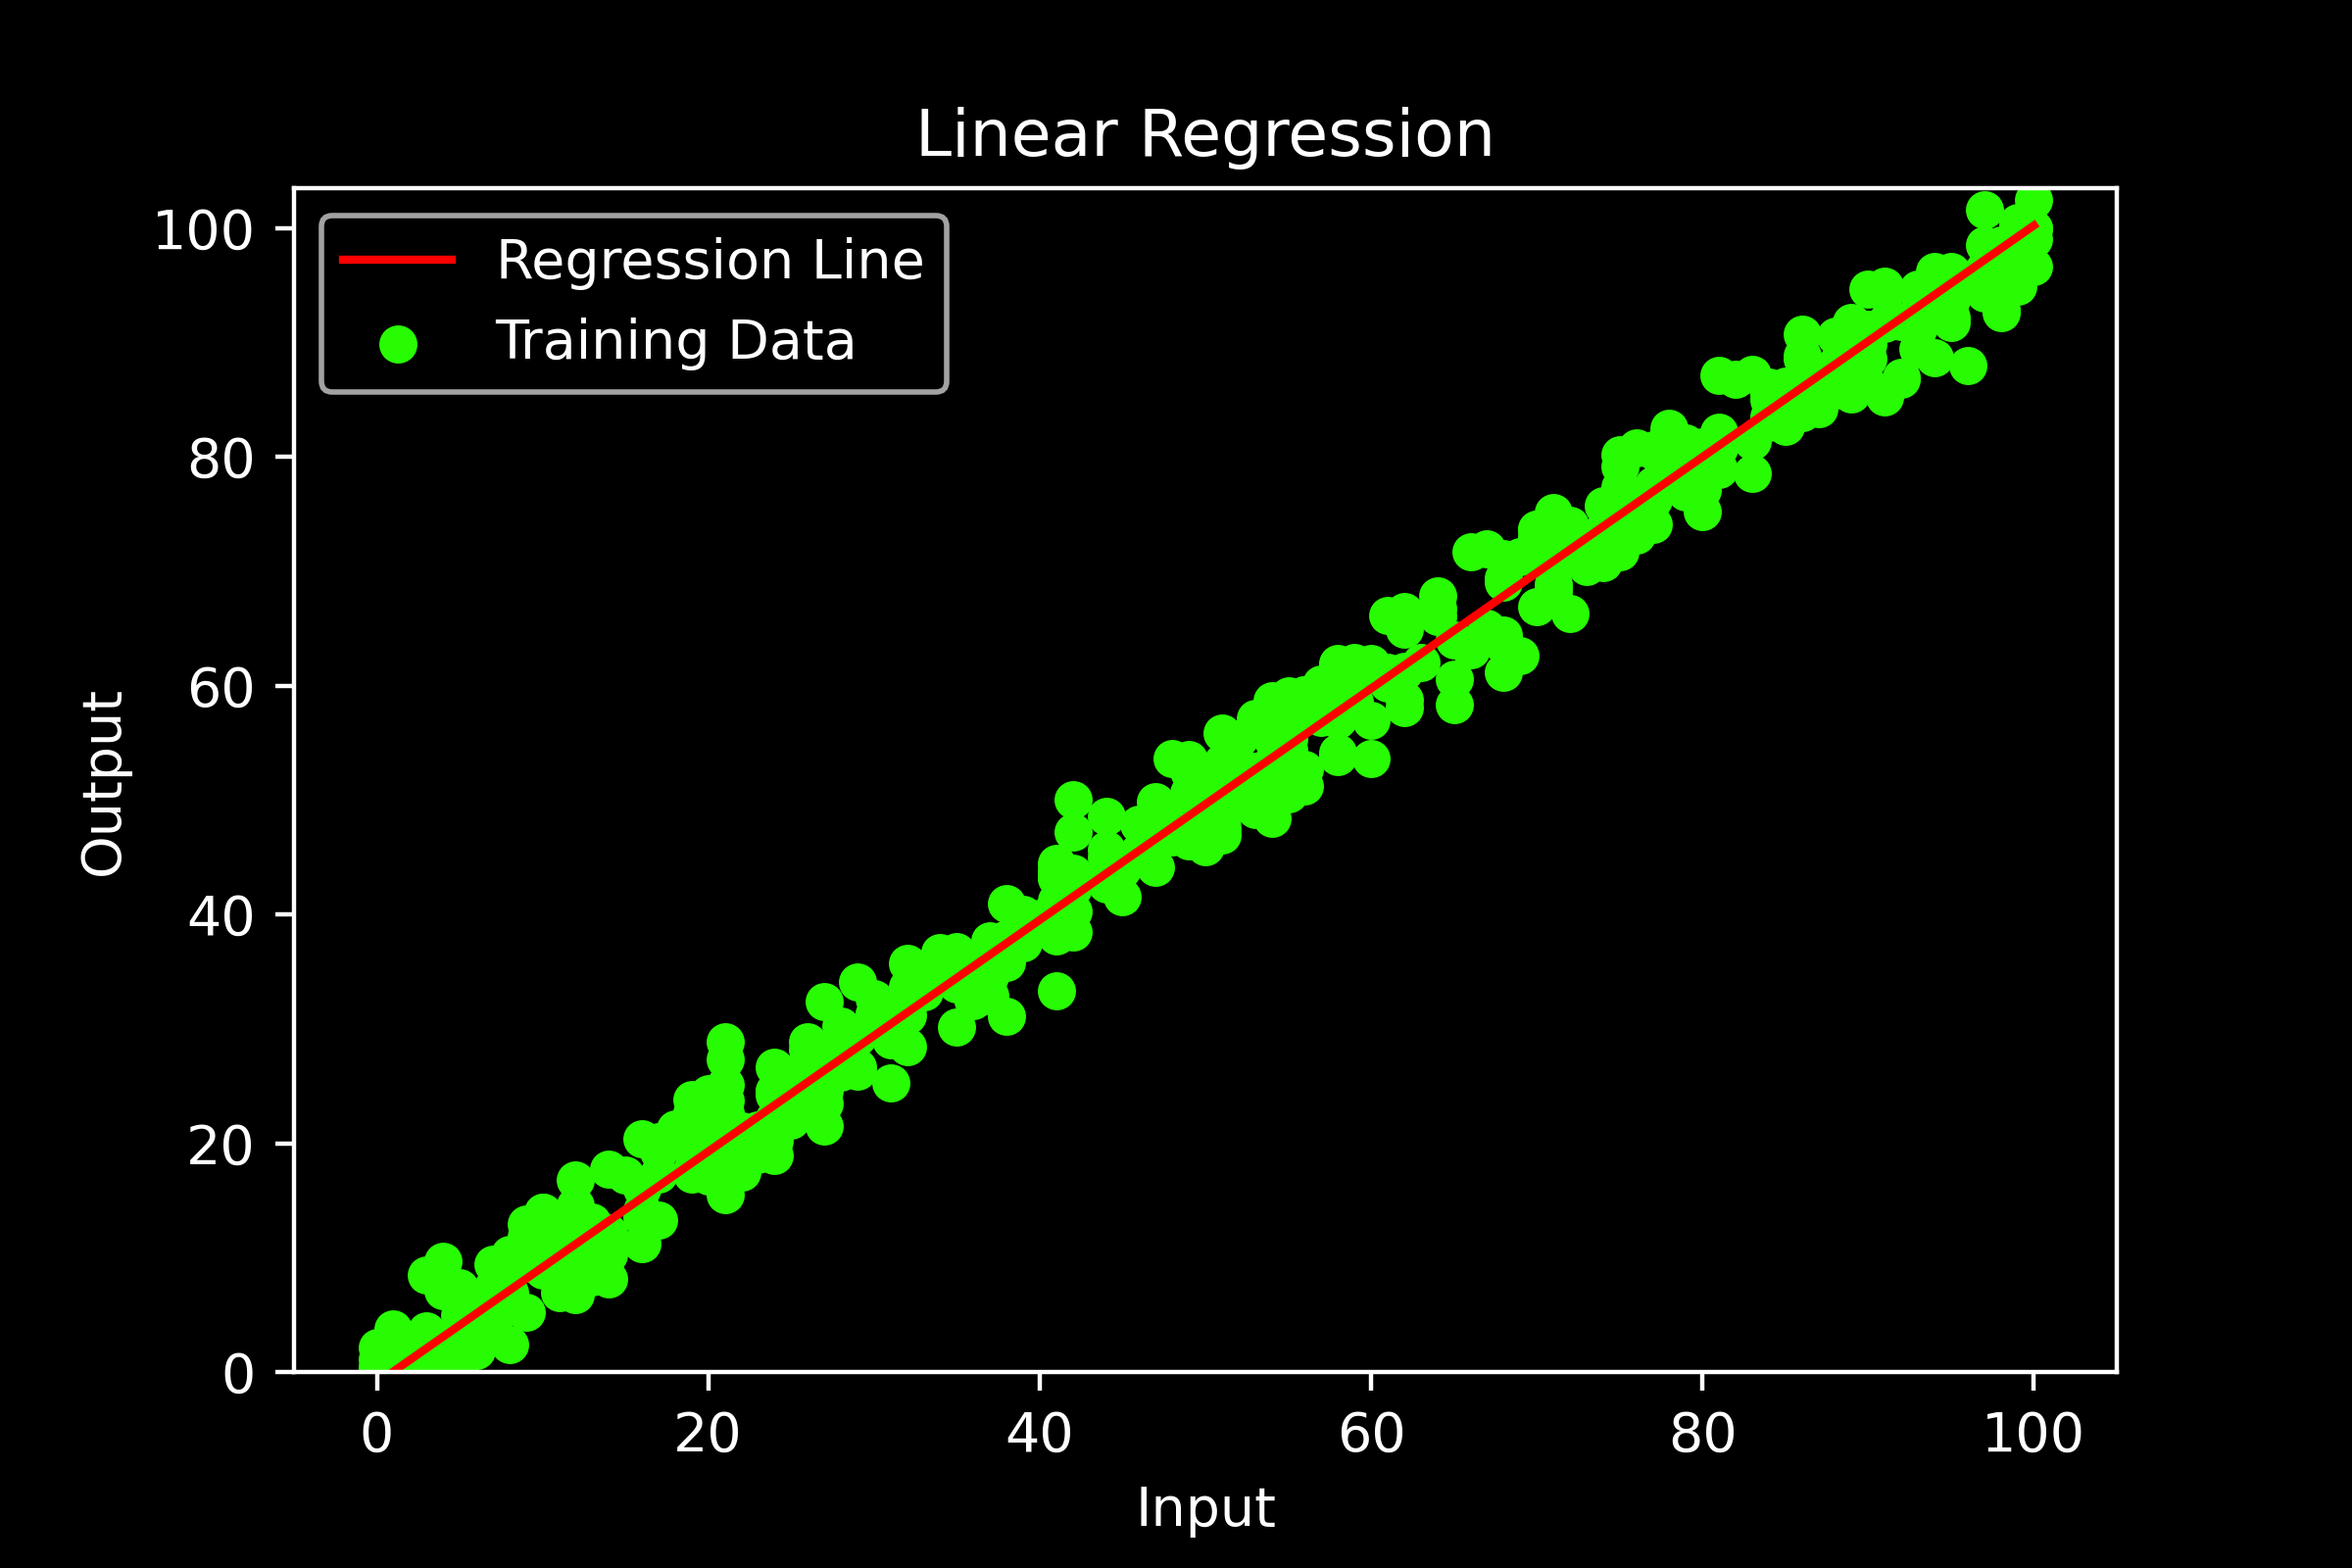 Linear Regression
Regression Line
Training Data
100
80
60
40
20
0
Output
0 20 40 60 80 100
Input